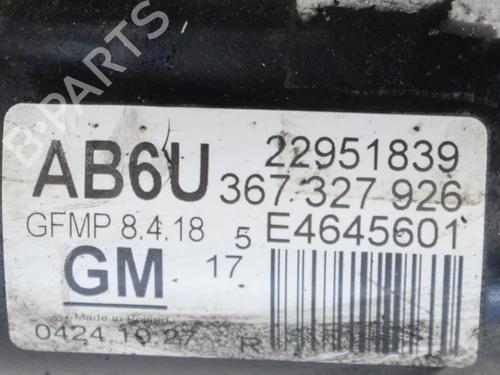 B-PARTS
AB6U 22951839
367 327 926
GFMP 8.4.18 5 E4645601
GM 17
Made in Poland
0424 10 27 R